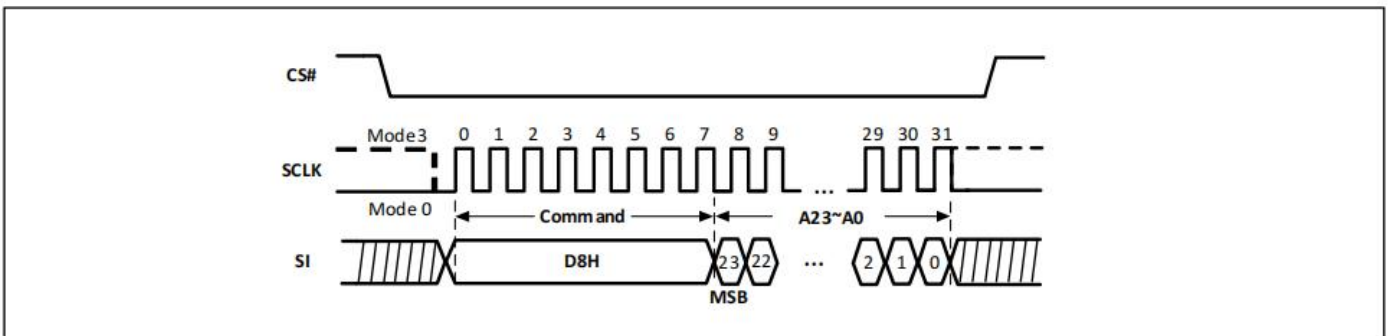 CS#
Mode3 0 1 2 3 4 5 6 7 8 9 29 30 31
SCLK
...
Mode 0 Command A23~A0
SI D8H 23 22 ... 2 1 0
MSB